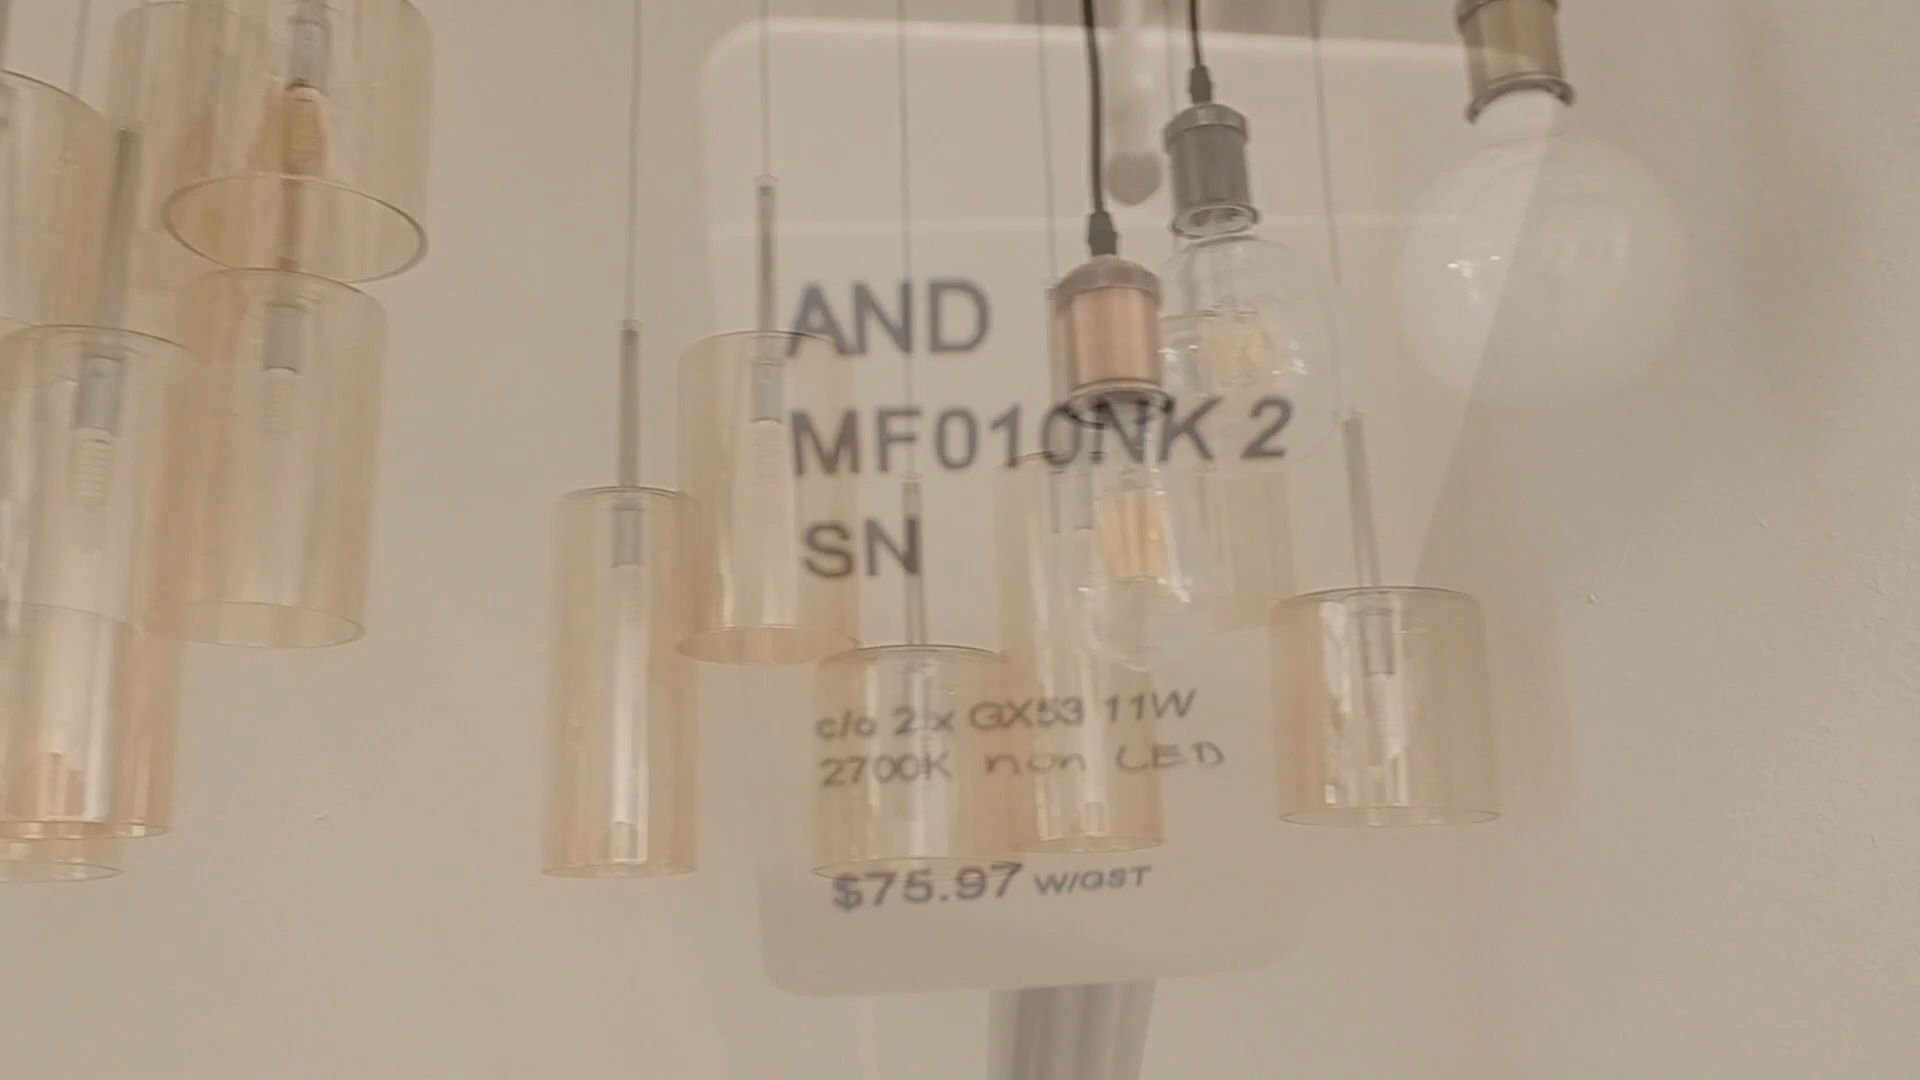 AND
MF010NK 2
SN
c/o 2 x GX53 11W
2700K non LED
$75.97 W/GST